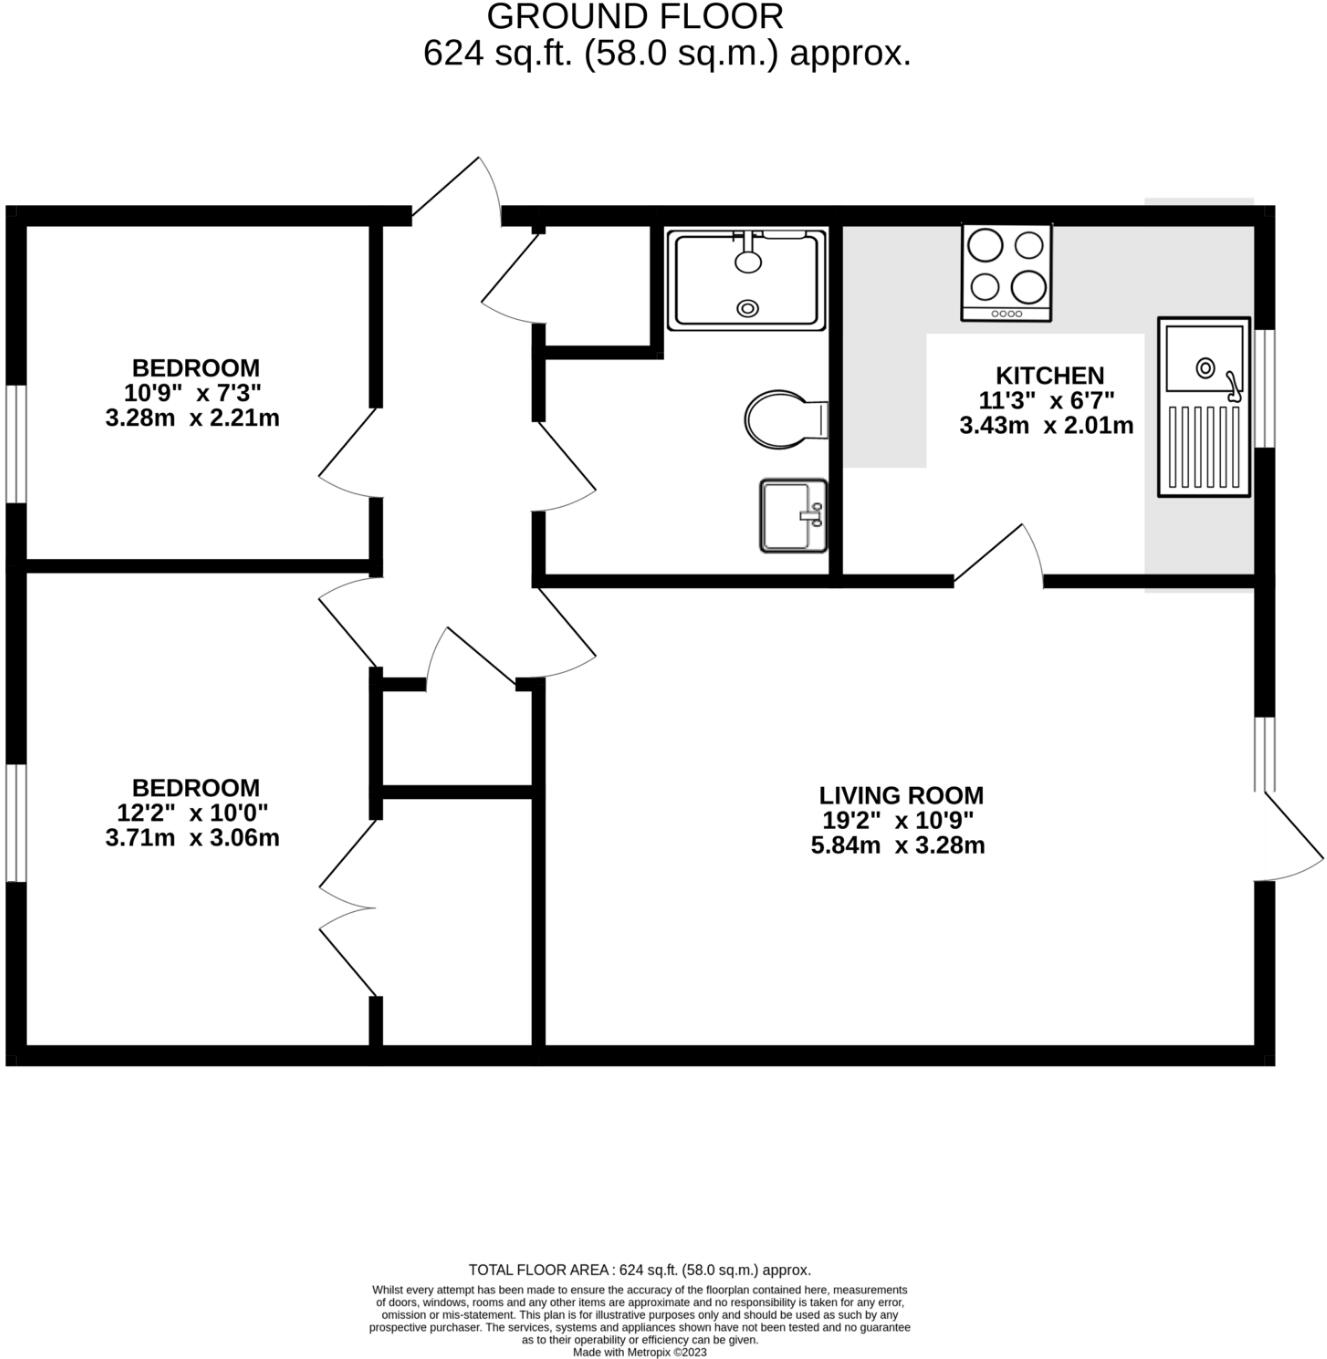 GROUND FLOOR
624 sq.ft. (58.0 sq.m.) approx.
BEDROOM
10'9"  x 7'3"
3.28m  x 2.21m
KITCHEN
11'3"  x 6'7"
3.43m  x 2.01m
BEDROOM
12'2"  x 10'0"
3.71m  x 3.06m
LIVING ROOM
19'2"  x 10'9"
5.84m  x 3.28m
TOTAL FLOOR AREA : 624 sq.ft. (58.0 sq.m.) approx.
Whilst every attempt has been made to ensure the accuracy of the floorplan contained here, measurements
of doors, windows, rooms and any other items are approximate and no responsibility is taken for any error,
omission or mis-statement. This plan is for illustrative purposes only and should be used as such by any
prospective purchaser. The services, systems and appliances shown have not been tested and no guarantee
as to their operability or efficiency can be given.
Made with Metropix ©2023